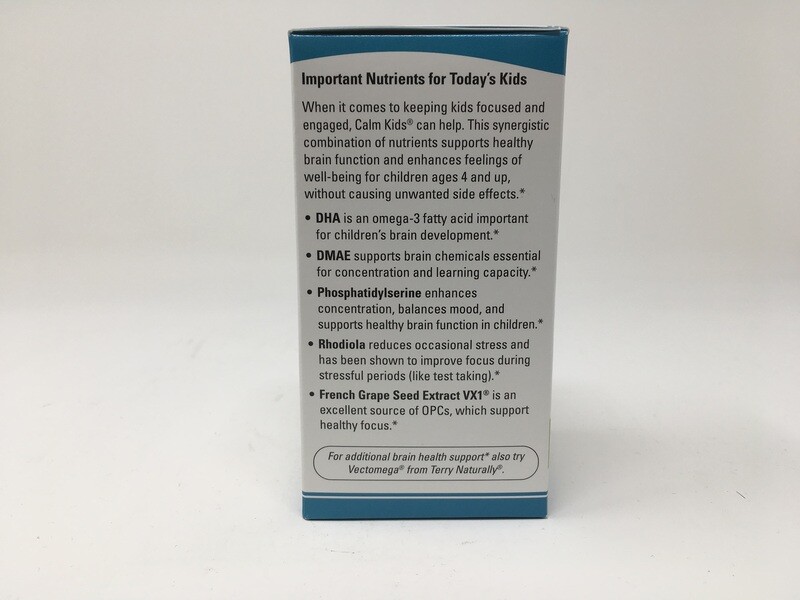 Important Nutrients for Today's Kids
When it comes to keeping kids focused and
engaged, Calm Kids® can help. This synergistic
combination of nutrients supports healthy
brain function and enhances feelings of
well-being for children ages 4 and up,
without causing unwanted side effects.*
• DHA is an omega-3 fatty acid important
for children's brain development.*
• DMAE supports brain chemicals essential
for concentration and learning capacity.*
• Phosphatidylserine enhances
concentration, balances mood, and
supports healthy brain function in children.*
• Rhodiola reduces occasional stress and
has been shown to improve focus during
stressful periods (like test taking).*
• French Grape Seed Extract VX1® is an
excellent source of OPCs, which support
healthy focus.*
For additional brain health support* also try
Vectomega® from Terry Naturally®.